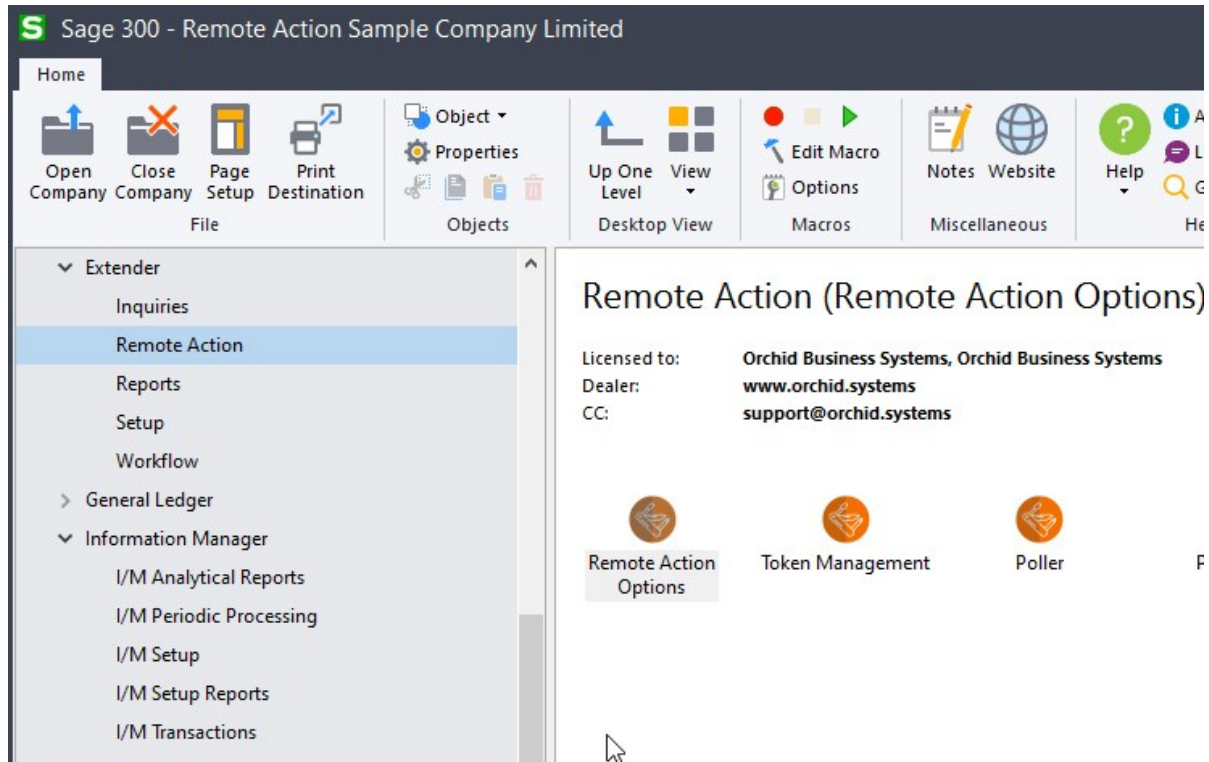 S Sage 300 - Remote Action Sample Company Limited
Home
Open Company
Close Company
Page Setup
Print Destination
File
Object
Properties
Objects
Up One Level
View
Desktop View
Edit Macro
Options
Macros
Notes
Website
Miscellaneous
Help
A
L
G
He
Extender
Inquiries
Remote Action
Reports
Setup
Workflow
General Ledger
Information Manager
I/M Analytical Reports
I/M Periodic Processing
I/M Setup
I/M Setup Reports
I/M Transactions
Remote Action (Remote Action Options)
Licensed to: Orchid Business Systems, Orchid Business Systems
Dealer: www.orchid.systems
CC: support@orchid.systems
Remote Action
Options
Token Management
Poller
P